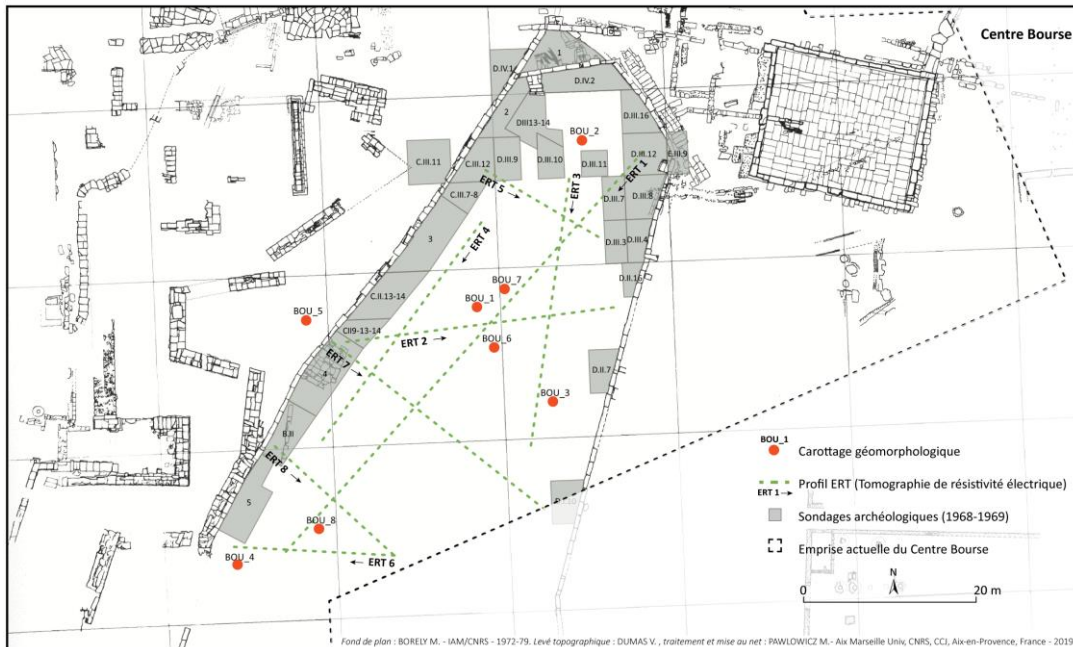 Centre Bourse
1
D.IV.1
D.IV.2
2
DIII13-14
BOU_2
D.III.16
C.III.11
C.III.12
D.III.9
D.III.10
D.III.11
D.III.12
E.III.9
ERT 5
ERT 3
ERT 1
C.III.7-8
D.III.7
D.III.8
3
ERT 4
D.III.3
D.III.4
BOU_7
D.II.16
C.II.13-14
BOU_1
BOU_5
CII9-13-14
ERT 2
BOU_6
ERT 7
4
D.II.7
BOU_3
B.II
BOU_1
Carottage géomorphologique
ERT 8
ERT 1
Profil ERT (Tomographie de résistivité électrique)
5
Sondages archéologiques (1968-1969)
BOU_8
Emprise actuelle du Centre Bourse
BOU_4
ERT 6
N
0
20 m
Fond de plan : BORELY M. - IAM/CNRS - 1972-79. Levé topographique : DUMAS V. , traitement et mise au net : PAWLOWICZ M.- Aix Marseille Univ, CNRS, CCJ, Aix-en-Provence, France - 2019